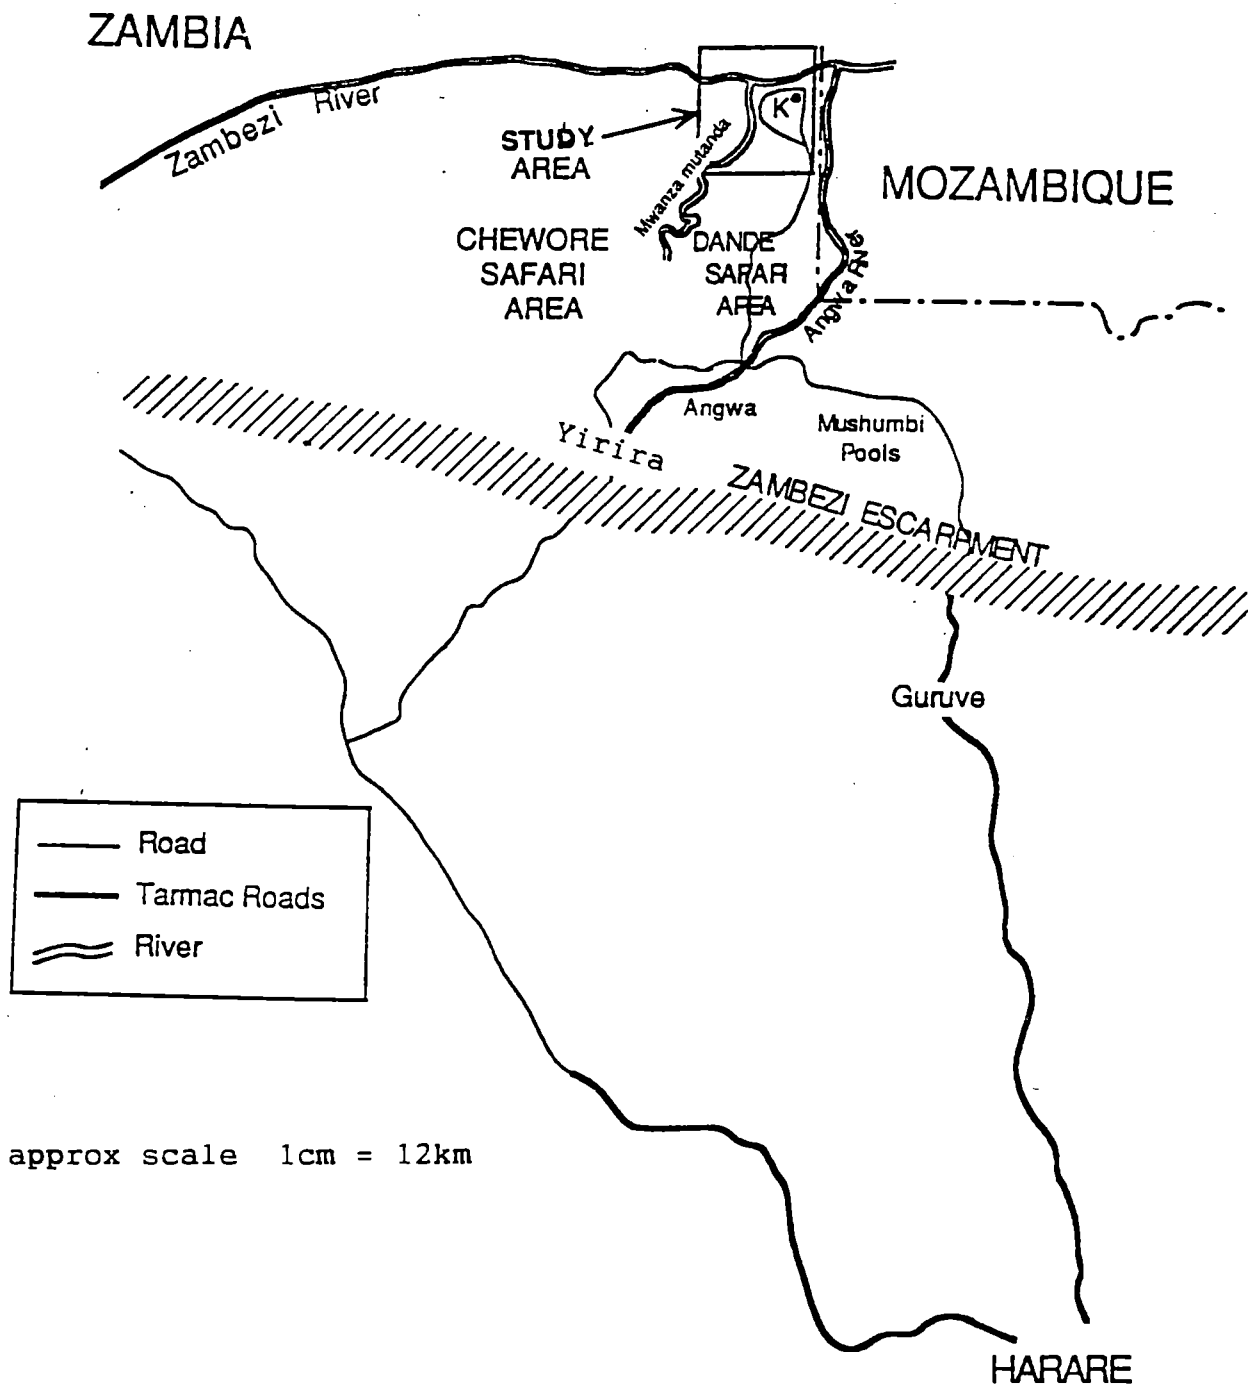 ZAMBIA
Zambezi River
STUDY
AREA
K
Mwanza mutanda
MOZAMBIQUE
CHEWORE
SAFARI
AREA
DANDE
SAFARI
AREA
Angwa River
Angwa
Mushumbi
Pools
Yirira
ZAMBEZI ESCARPMENT
Guruve
Road
Tarmac Roads
River
approx scale 1cm = 12km
HARARE